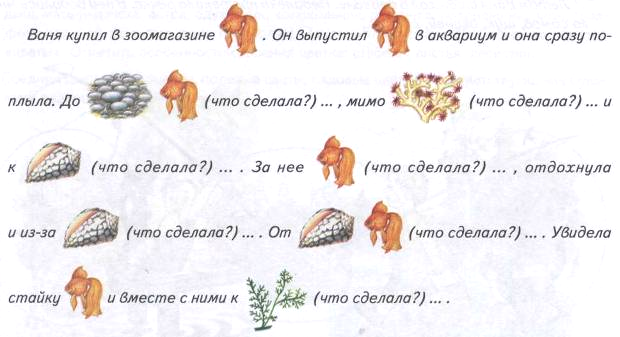 Ваня купил в зоомагазине . Он выпустил в аквариум и она сразу по-
плыла. До (что сделала?) ... , мимо (что сделала?) ... и
к (что сделала?) ... . За нее (что сделала?) ... , отдохнула
и из-за (что сделала?) ... . От (что сделала?) ... . Увидела
стайку и вместе с ними к (что сделала?) ... .